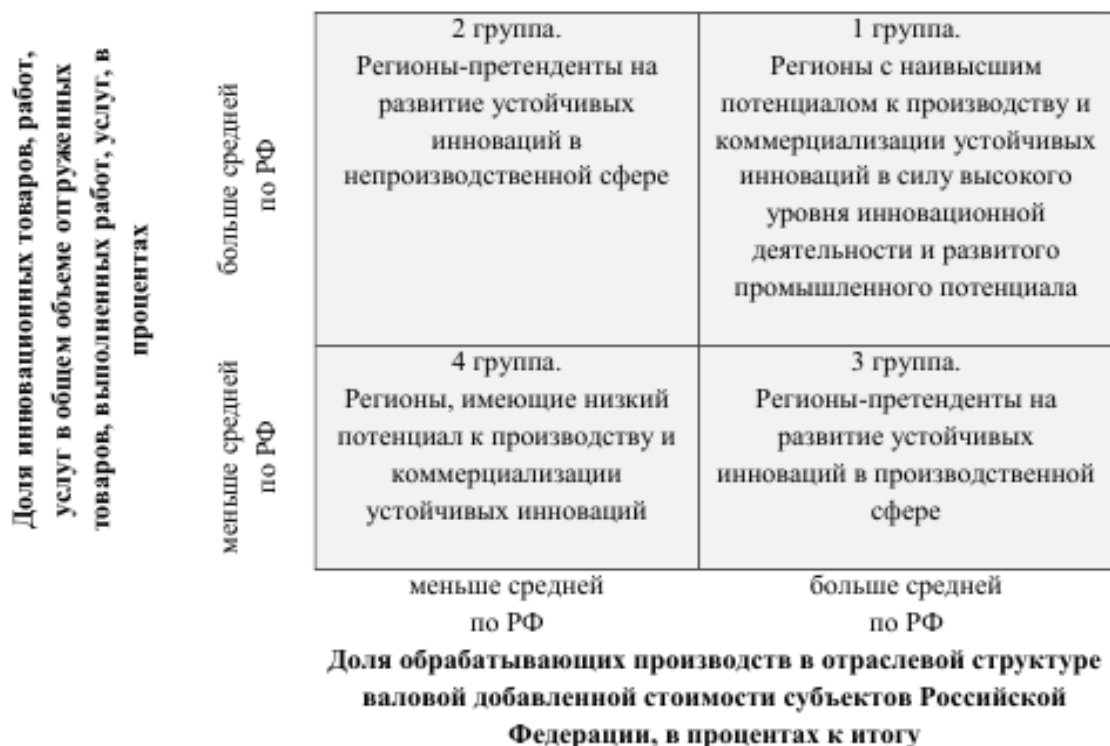 Доля инновационных товаров, работ,
услуг в общем объеме отгруженных
товаров, выполненных работ, услуг, в
процентах
больше средней
по РФ
2 группа.
Регионы-претенденты на
развитие устойчивых
инноваций в
непроизводственной сфере
1 группа.
Регионы с наивысшим
потенциалом к производству и
коммерциализации устойчивых
инноваций в силу высокого
уровня инновационной
деятельности и развитого
промышленного потенциала
меньше средней
по РФ
4 группа.
Регионы, имеющие низкий
потенциал к производству и
коммерциализации
устойчивых инноваций
3 группа.
Регионы-претенденты на
развитие устойчивых
инноваций в производственной
сфере
меньше средней
по РФ
больше средней
по РФ
Доля обрабатывающих производств в отраслевой структуре
валовой добавленной стоимости субъектов Российской
Федерации, в процентах к итогу